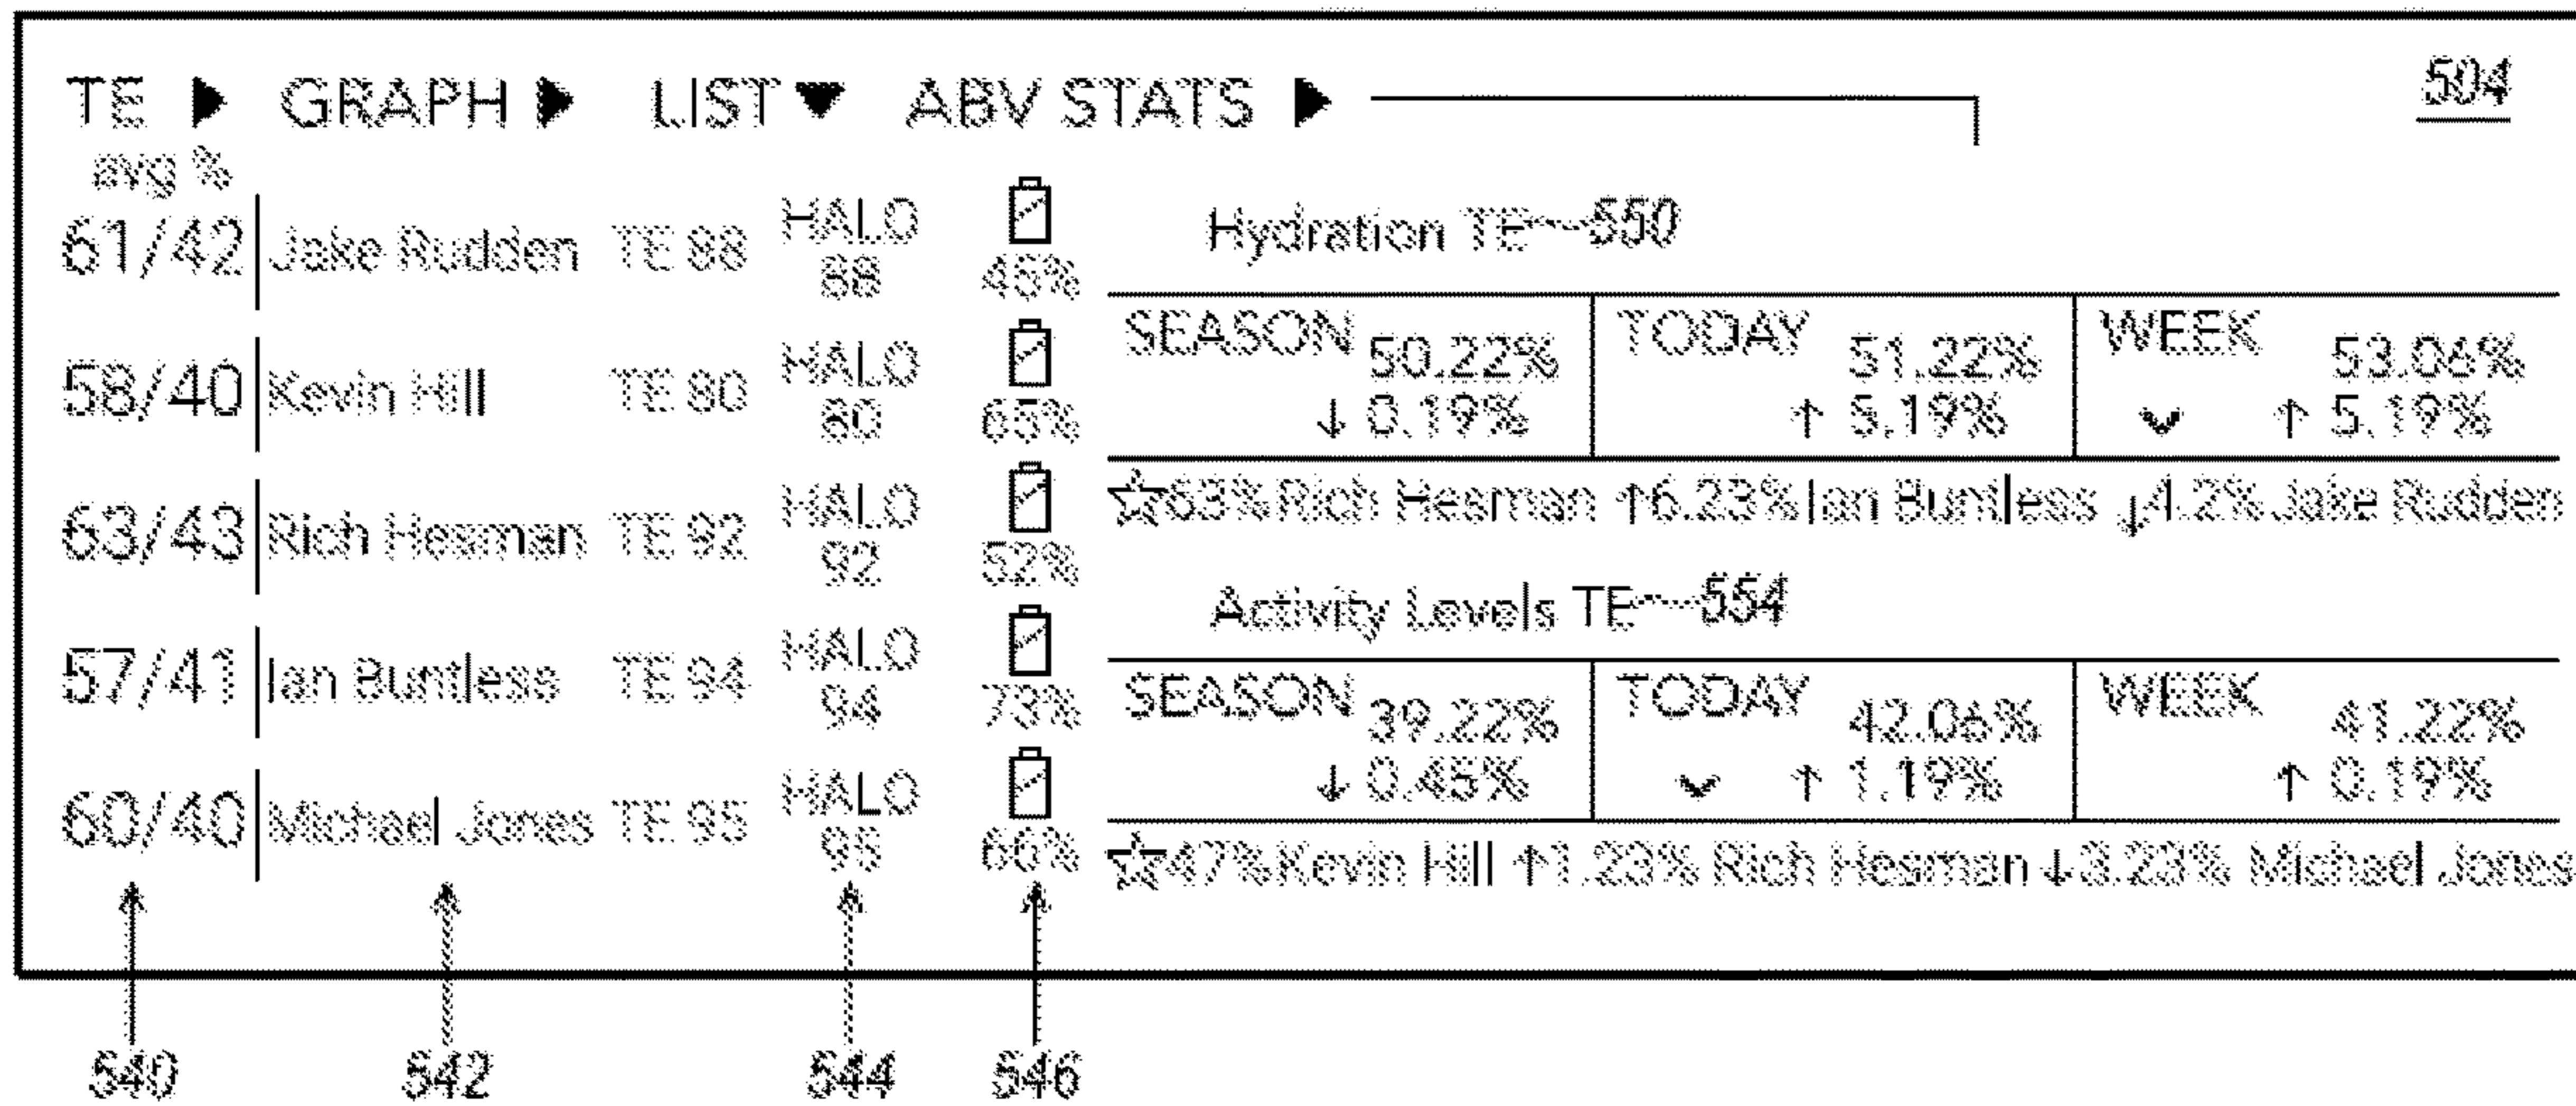 TE ▶ GRAPH ▶ LIST ▼ ABV STATS ▶ 504
avg %
61/42 Jake Rudden TE 88 HALO 88 45%
58/40 Kevin Hill TE 80 HALO 80 65%
63/43 Rich Hesman TE 92 HALO 92 52%
57/41 Ian Buntless TE 94 HALO 94 73%
60/40 Michael Jones TE 95 HALO 95 66%
Hydration TE 550
SEASON 50.22% TODAY 51.22% WEEK 53.06%
↓ 0.19% ↑ 5.19% ↑ 5.19%
☆63% Rich Hesman ↑6.23% Ian Buntless ↓4.2% Jake Rudden
Activity Levels TE 554
SEASON 39.22% TODAY 42.06% WEEK 41.22%
↓ 0.45% ↑ 1.19% ↑ 0.19%
☆47% Kevin Hill ↑1.23% Rich Hesman ↓3.23% Michael Jones
540 542 544 546